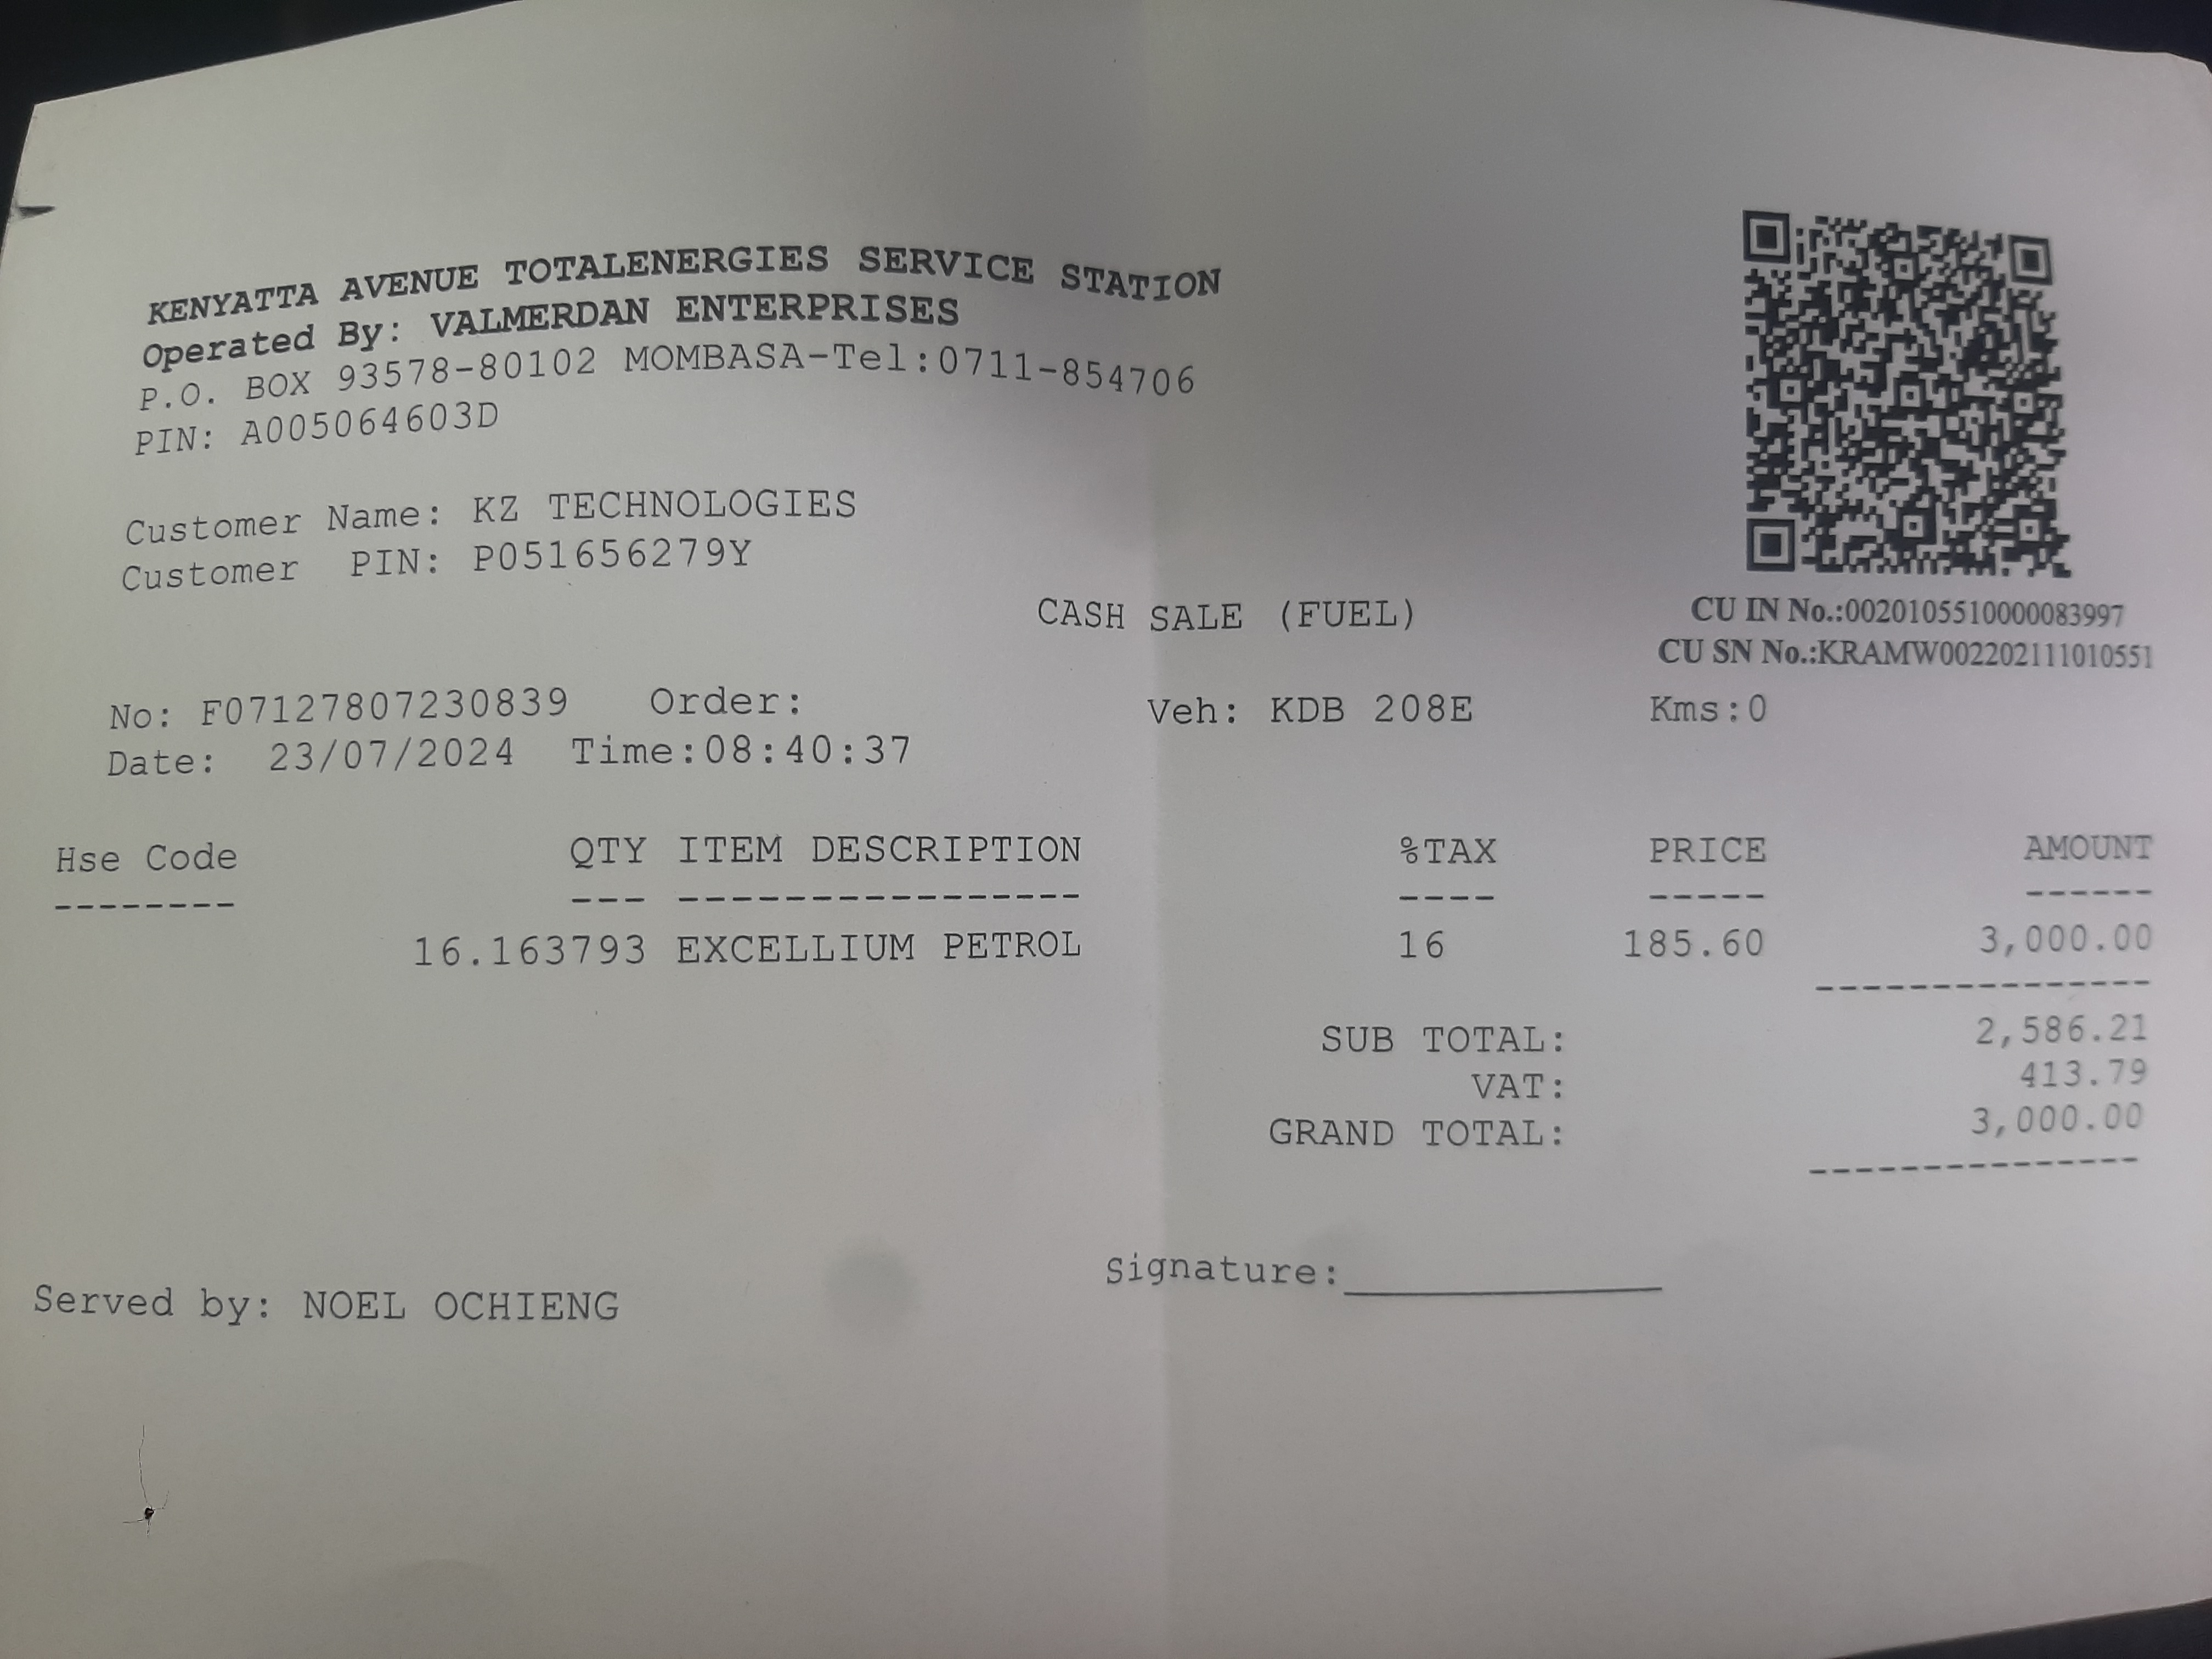 KENYATTA AVENUE TOTALENERGIES SERVICE STATION
Operated By: VALMERDAN ENTERPRISES
P.O. BOX 93578-80102 MOMBASA-Tel:0711-854706
PIN: A005064603D
Customer Name: KZ TECHNOLOGIES
Customer PIN: P051656279Y
CASH SALE (FUEL)
CU IN No.:0020105510000083997
CU SN No.:KRAMW002202111010551
No: F07127807230839 Order: Veh: KDB 208E Kms:0
Date: 23/07/2024 Time:08:40:37
Hse Code QTY ITEM DESCRIPTION %TAX PRICE AMOUNT
-------- --- --------------- ---- ----- ------
16.163793 EXCELLIUM PETROL 16 185.60 3,000.00
---------------
SUB TOTAL: 2,586.21
VAT: 413.79
GRAND TOTAL: 3,000.00
---------------
Signature:____________
Served by: NOEL OCHIENG